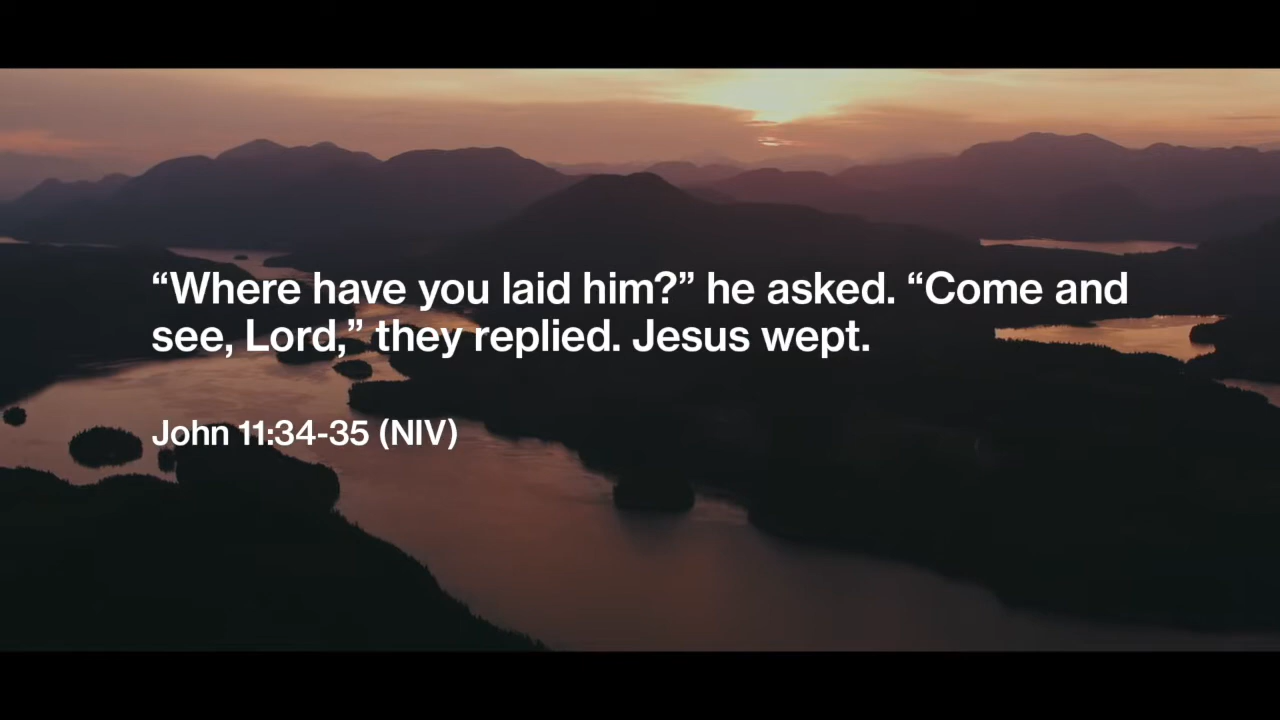 “Where have you laid him?” he asked. “Come and
see, Lord,” they replied. Jesus wept.
John 11:34-35 (NIV)